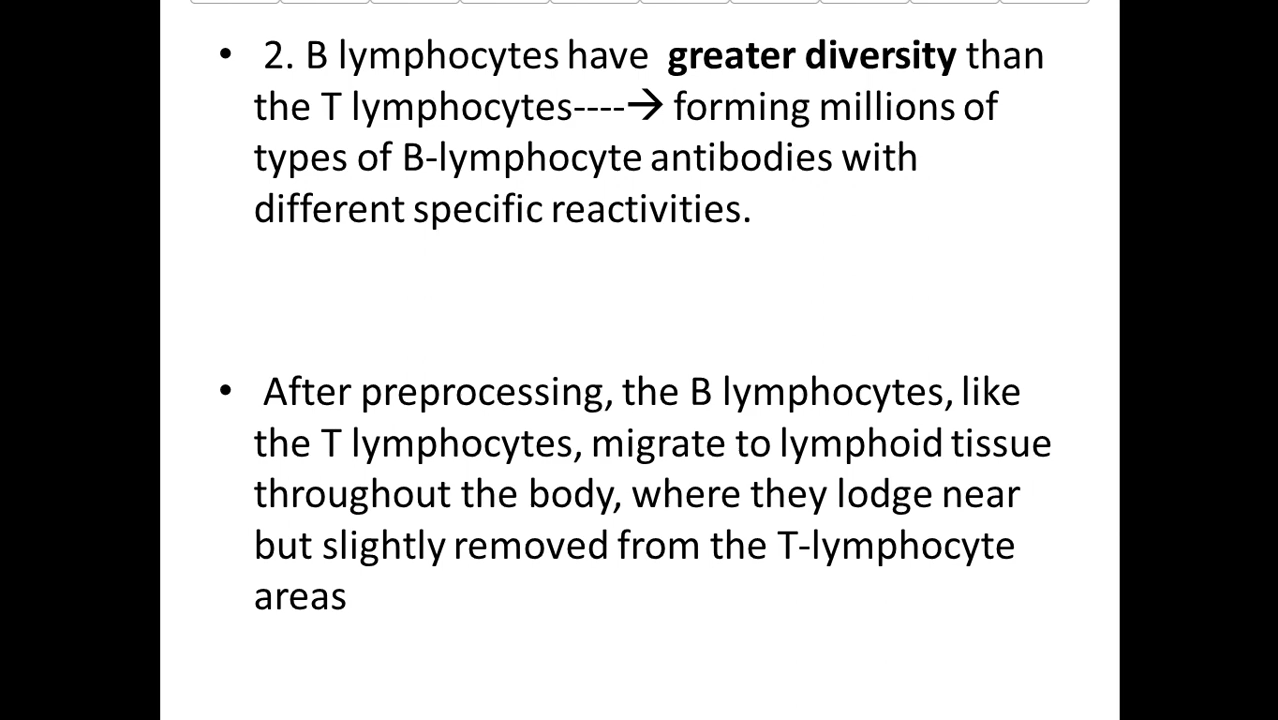 • 2. B lymphocytes have greater diversity than
the T lymphocytes----→ forming millions of
types of B-lymphocyte antibodies with
different specific reactivities.
• After preprocessing, the B lymphocytes, like
the T lymphocytes, migrate to lymphoid tissue
throughout the body, where they lodge near
but slightly removed from the T-lymphocyte
areas